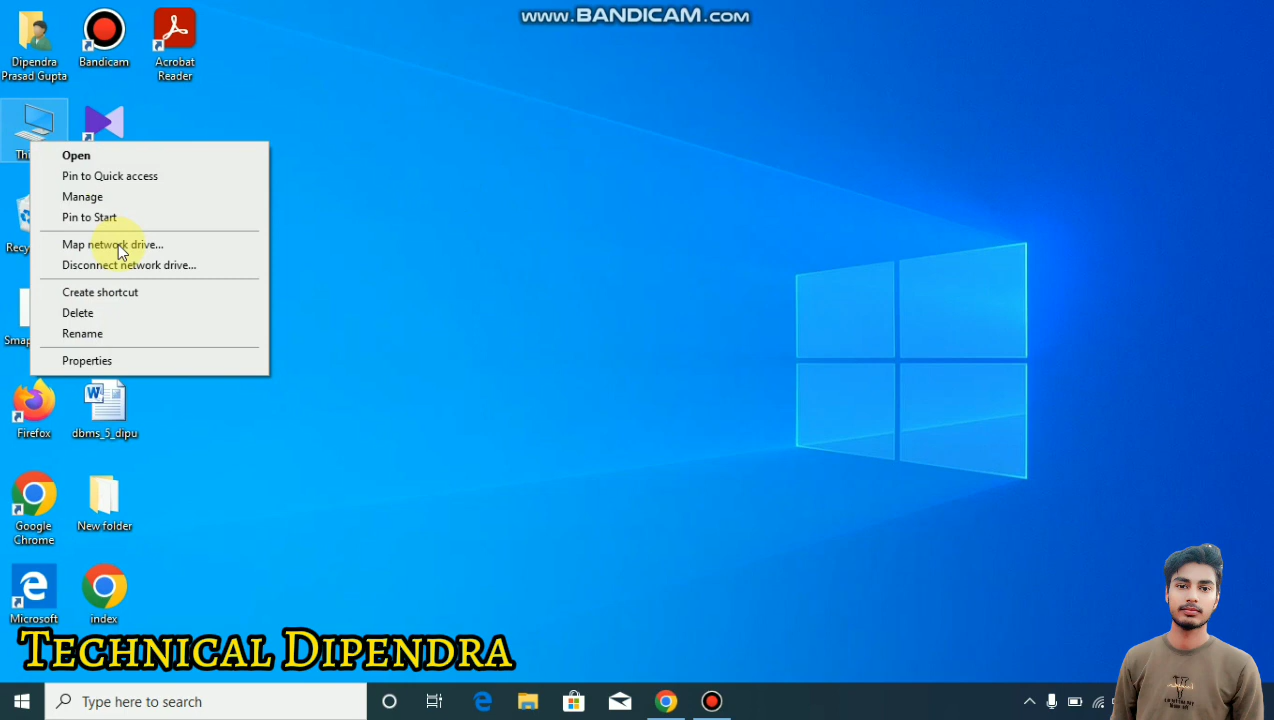 www.BANDICAM.com
Dipendra
Prasad Gupta
Bandicam
Acrobat
Reader
Open
Pin to Quick access
Manage
Pin to Start
Map network drive...
Disconnect network drive...
Create shortcut
Delete
Rename
Properties
Firefox
dbms_5_dipu
Google
Chrome
New folder
Microsoft
index
Technical Dipendra
Type here to search